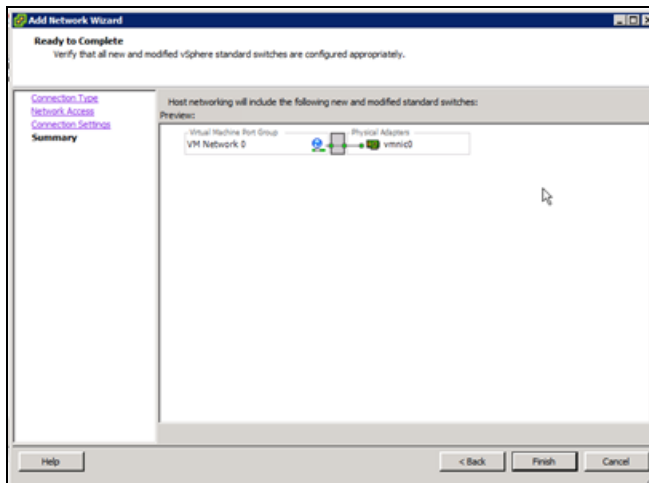 Add Network Wizard
Ready to Complete
Verify that all new and modified vSphere standard switches are configured appropriately.
Connection Type
Network Access
Connection Settings
Summary
Host networking will include the following new and modified standard switches:
Preview:
Virtual Machine Port Group
Physical Adapters
VM Network 0
vmnic0
Help
< Back
Finish
Cancel